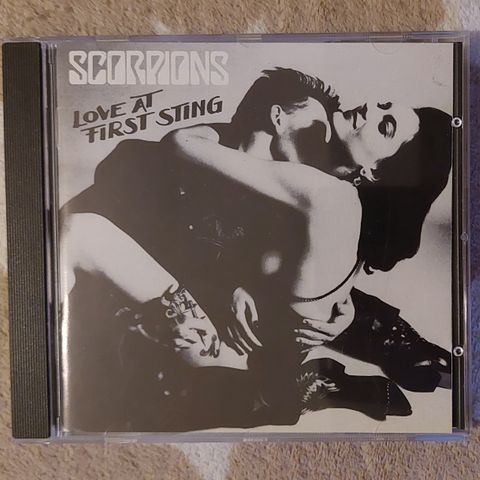 SCORPIONS
LOVE AT
FIRST STING